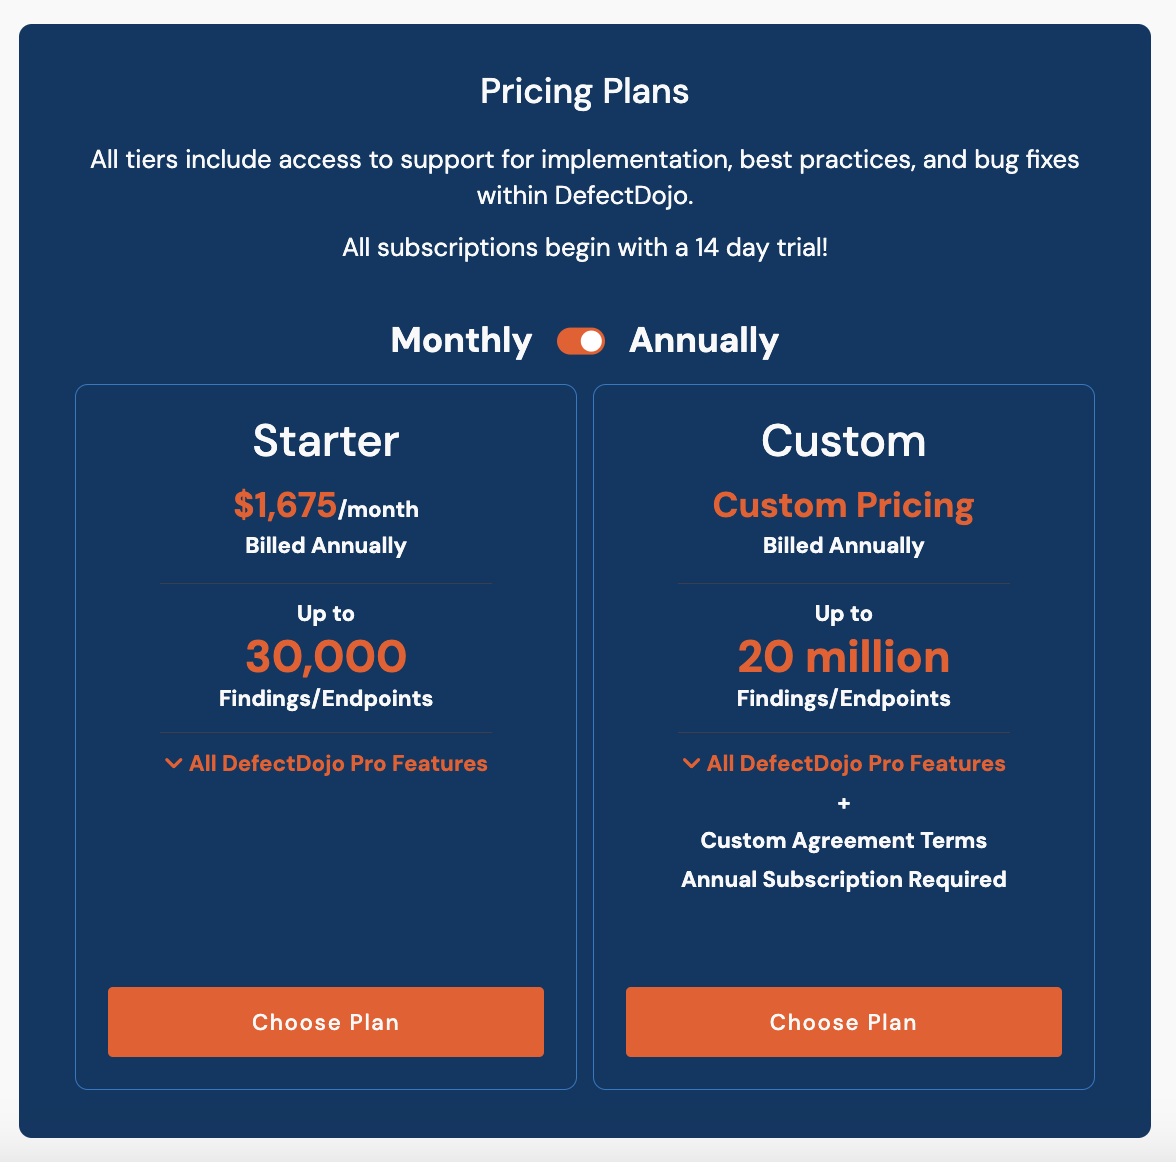 Pricing Plans
All tiers include access to support for implementation, best practices, and bug fixes
within DefectDojo.
All subscriptions begin with a 14 day trial!
Monthly Annually
Starter
$1,675/month
Billed Annually
Up to
30,000
Findings/Endpoints
All DefectDojo Pro Features
Choose Plan
Custom
Custom Pricing
Billed Annually
Up to
20 million
Findings/Endpoints
All DefectDojo Pro Features
+
Custom Agreement Terms
Annual Subscription Required
Choose Plan